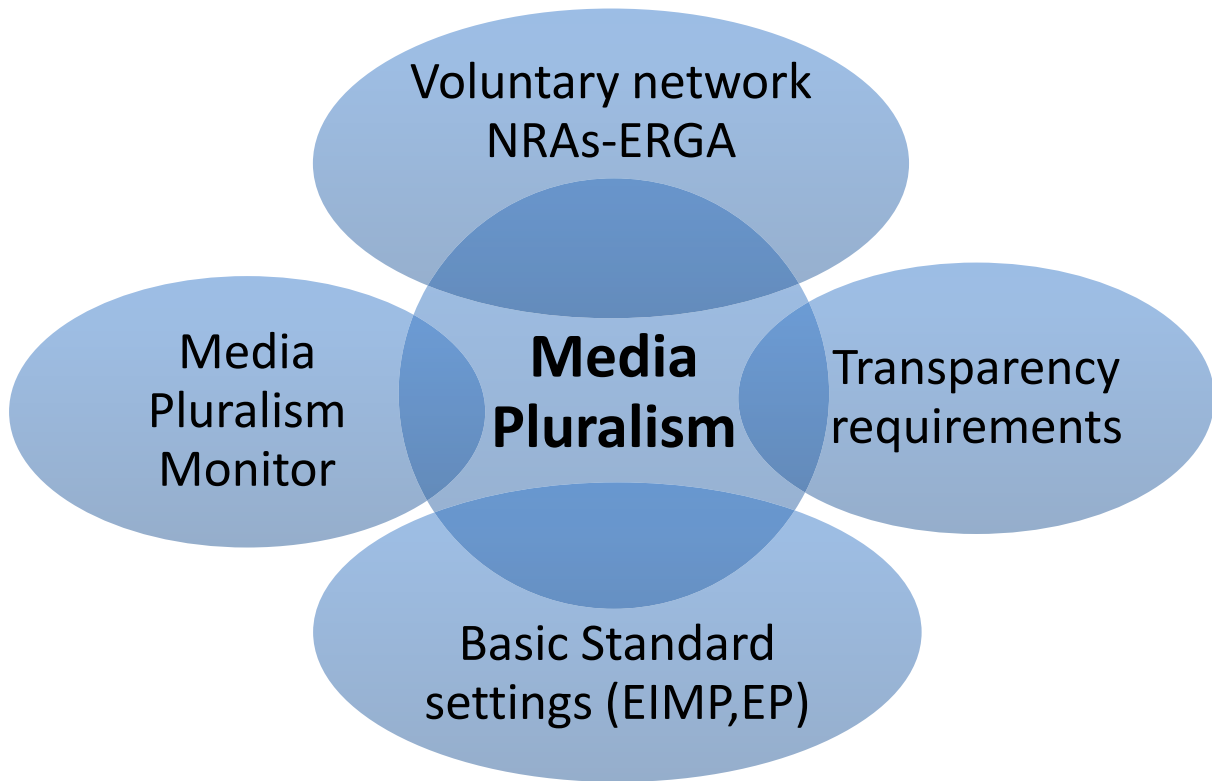 Voluntary network
NRAs-ERGA
Media
Pluralism
Monitor
Media
Pluralism
Transparency
requirements
Basic Standard
settings (EIMP,EP)